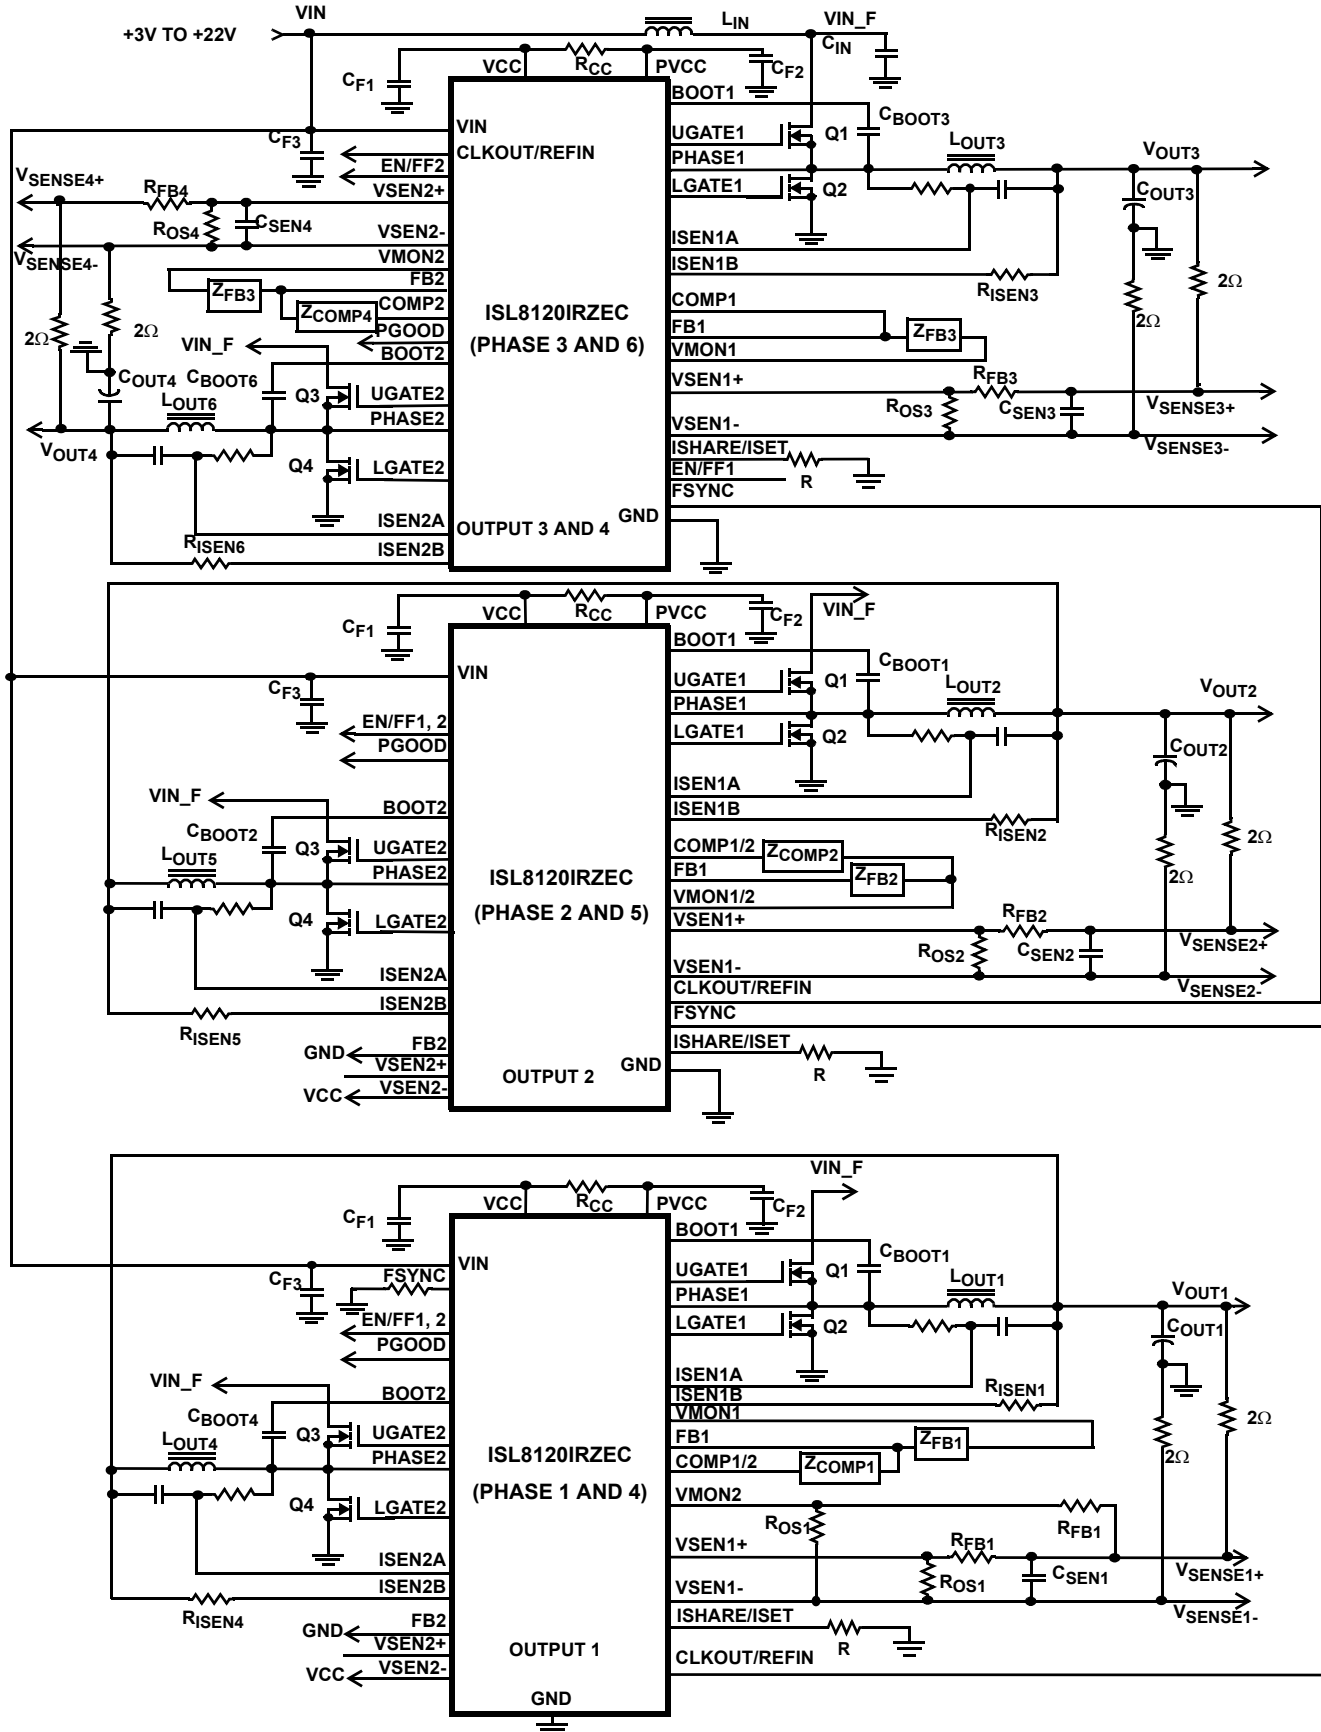 VIN
+3V TO +22V
LIN
VIN_F
CIN
CF1
VCC
RCC
PVCC
CF2
BOOT1
CBOOT3
VIN
CF3
CLKOUT/REFIN
UGATE1
Q1
LOUT3
VOUT3
EN/FF2
PHASE1
VSENSE4+
RFB4
VSEN2+
LGATE1
Q2
COUT3
ROS4
CSEN4
VSEN2-
ISEN1A
VSENSE4-
VMON2
ISEN1B
FB2
RISEN3
2Ω
ZFB3
COMP2
ISL8120IRZEC
COMP1
2Ω
ZCOMP4
2Ω
2Ω
PGOOD
(PHASE 3 AND 6)
FB1
ZFB3
VIN_F
BOOT2
VMON1
COUT4
CBOOT6
Q3
UGATE2
VSEN1+
RFB3
LOUT6
ROS3
CSEN3
VSENSE3+
PHASE2
VSEN1-
VOUT4
VSENSE3-
ISHARE/ISET
Q4
LGATE2
EN/FF1
R
FSYNC
ISEN2A
OUTPUT 3 AND 4
GND
RISEN6
ISEN2B
CF1
VCC
RCC
PVCC
CF2
VIN_F
BOOT1
CBOOT1
VIN
CF3
UGATE1
Q1
LOUT2
VOUT2
PHASE1
EN/FF1, 2
LGATE1
Q2
COUT2
PGOOD
ISEN1A
VIN_F
BOOT2
ISEN1B
RISEN2
CBOOT2
2Ω
Q3
UGATE2
COMP1/2
ZCOMP2
LOUT5
PHASE2
ISL8120IRZEC
FB1
ZFB2
2Ω
VMON1/2
(PHASE 2 AND 5)
Q4
LGATE2
VSEN1+
RFB2
ROS2
CSEN2
VSENSE2+
ISEN2A
VSEN1-
CLKOUT/REFIN
VSENSE2-
ISEN2B
FSYNC
RISEN5
GND
FB2
ISHARE/ISET
VSEN2+
R
GND
OUTPUT 2
VCC
VSEN2-
VIN_F
CF1
VCC
RCC
PVCC
CF2
BOOT1
CBOOT1
VIN
CF3
FSYNC
UGATE1
Q1
LOUT1
VOUT1
PHASE1
EN/FF1, 2
LGATE1
Q2
COUT1
PGOOD
ISEN1A
VIN_F
BOOT2
ISEN1B
RISEN1
VMON1
CBOOT4
2Ω
Q3
UGATE2
FB1
ZFB1
LOUT4
PHASE2
ISL8120IRZEC
COMP1/2
ZCOMP1
2Ω
(PHASE 1 AND 4)
VMON2
Q4
LGATE2
ROS1
RFB1
VSEN1+
RFB1
ISEN2A
VSENSE1+
ISEN2B
VSEN1-
ROS1
CSEN1
RISEN4
ISHARE/ISET
VSENSE1-
GND
FB2
R
VSEN2+
OUTPUT 1
CLKOUT/REFIN
VCC
VSEN2-
GND